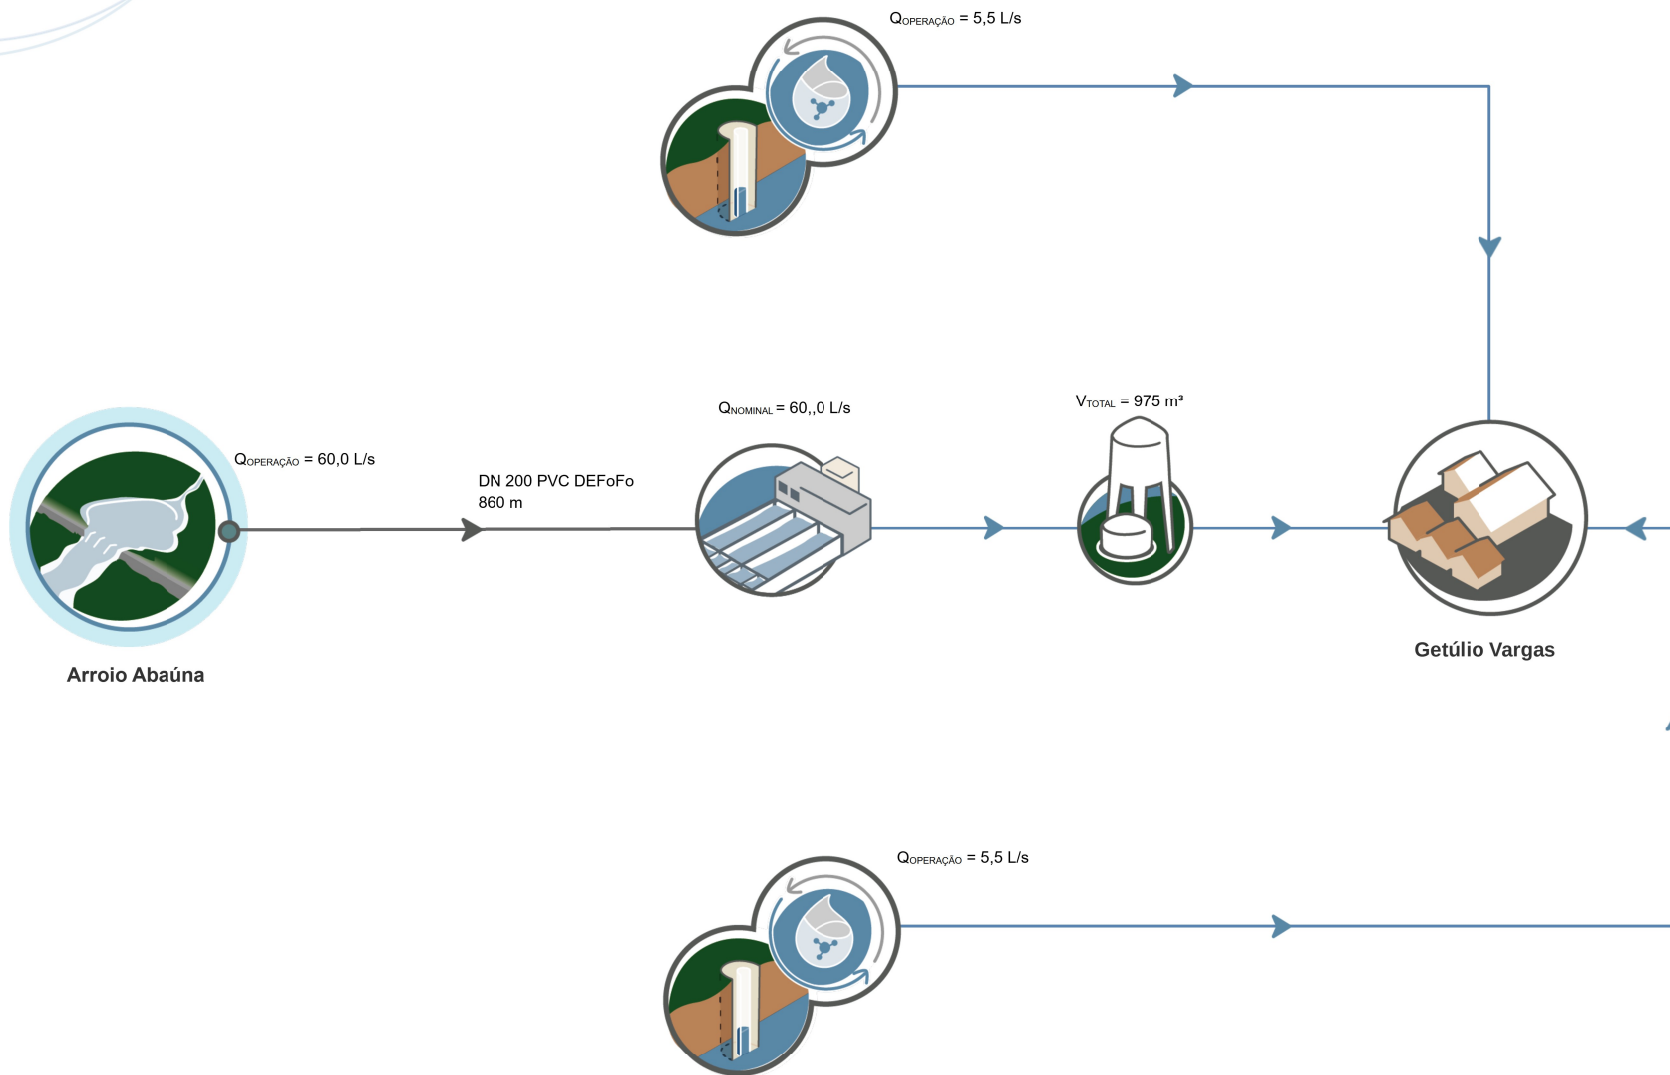 QOPERAÇÃO = 5,5 L/s
QNOMINAL = 60,,0 L/s
VTOTAL = 975 m³
QOPERAÇÃO = 60,0 L/s
DN 200 PVC DEFoFo
860 m
Getúlio Vargas
Arroio Abaúna
QOPERAÇÃO = 5,5 L/s